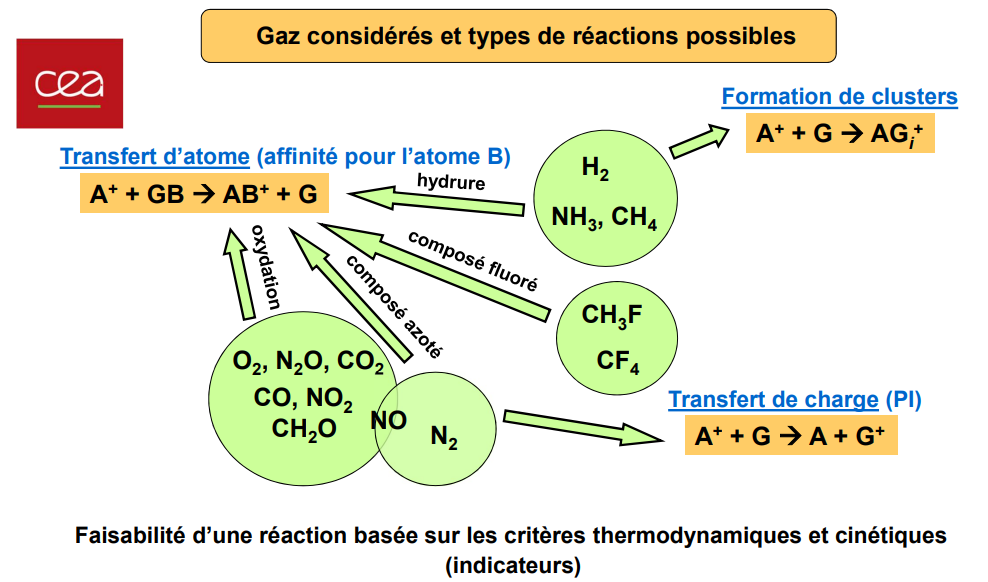 Gaz considérés et types de réactions possibles
cea
Formation de clusters
A⁺ + G → AGᵢ⁺
Transfert d’atome (affinité pour l’atome B)
A⁺ + GB → AB⁺ + G
hydrure
H₂
NH₃, CH₄
oxydation
composé azoté
composé fluoré
CH₃F
CF₄
O₂, N₂O, CO₂
CO, NO₂
CH₂O
NO
N₂
Transfert de charge (PI)
A⁺ + G → A + G⁺
Faisabilité d’une réaction basée sur les critères thermodynamiques et cinétiques
(indicateurs)